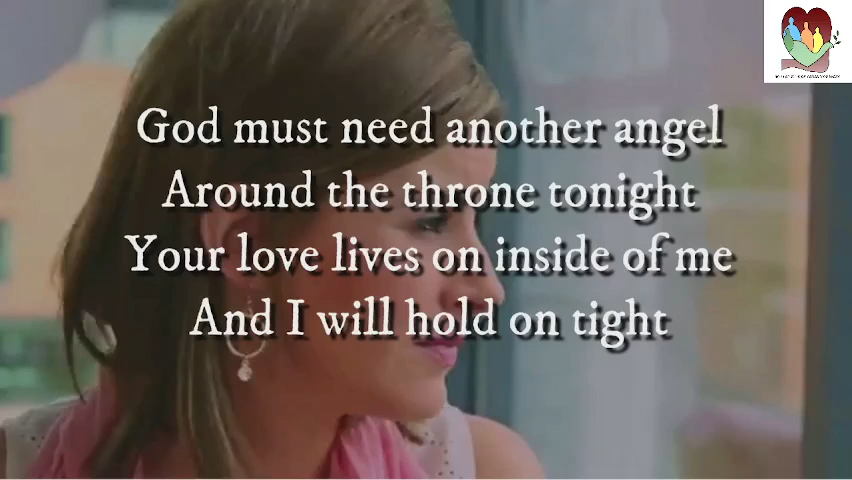 God must need another angel
Around the throne tonight
Your love lives on inside of me
And I will hold on tight